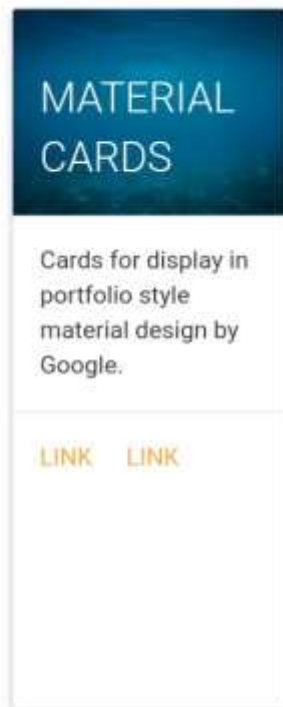 MATERIAL
CARDS
Cards for display in
portfolio style
material design by
Google.
LINK LINK